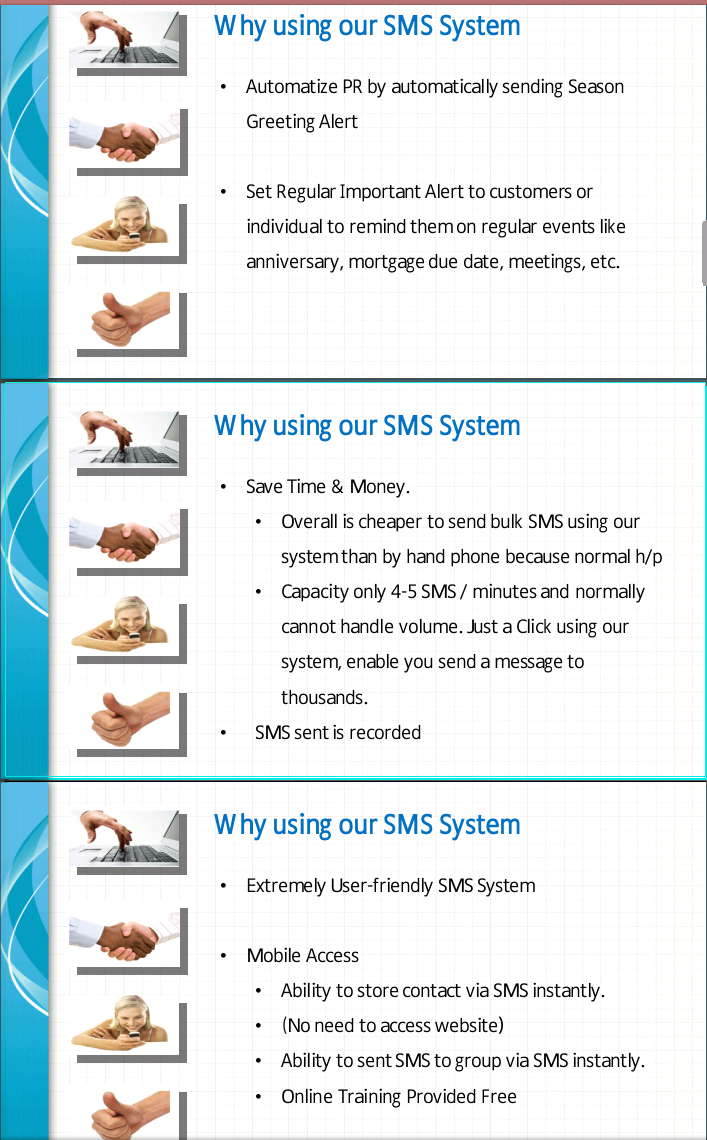 Why using our SMS System
• Automatize PR by automatically sending Season
Greeting Alert
• Set Regular Important Alert to customers or
individual to remind them on regular events like
anniversary, mortgage due date, meetings, etc.
Why using our SMS System
• Save Time & Money.
• Overall is cheaper to send bulk SMS using our
system than by hand phone because normal h/p
• Capacity only 4-5 SMS / minutes and normally
cannot handle volume. Just a Click using our
system, enable you send a message to
thousands.
• SMS sent is recorded
Why using our SMS System
• Extremely User-friendly SMS System
• Mobile Access
• Ability to store contact via SMS instantly.
• (No need to access website)
• Ability to sent SMS to group via SMS instantly.
• Online Training Provided Free